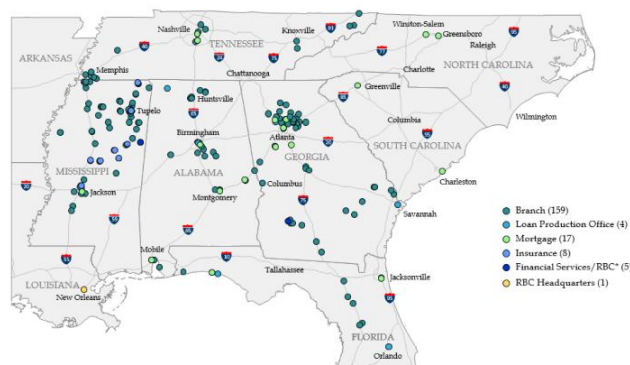 Nashville
Knoxville
Winston-Salem
Greensboro
Raleigh
TENNESSEE
ARKANSAS
Memphis
Chattanooga
Charlotte
NORTH CAROLINA
Huntsville
Greenville
Tupelo
Wilmington
Columbia
Birmingham
Atlanta
SOUTH CAROLINA
GEORGIA
MISSISSIPPI
ALABAMA
Charleston
Jackson
Montgomery
Columbus
Savannah
Branch (159)
Loan Production Office (4)
Mortgage (17)
Insurance (8)
Financial Services/RBC* (5)
RBC Headquarters (1)
Mobile
Tallahassee
Jacksonville
LOUISIANA
New Orleans
FLORIDA
Orlando